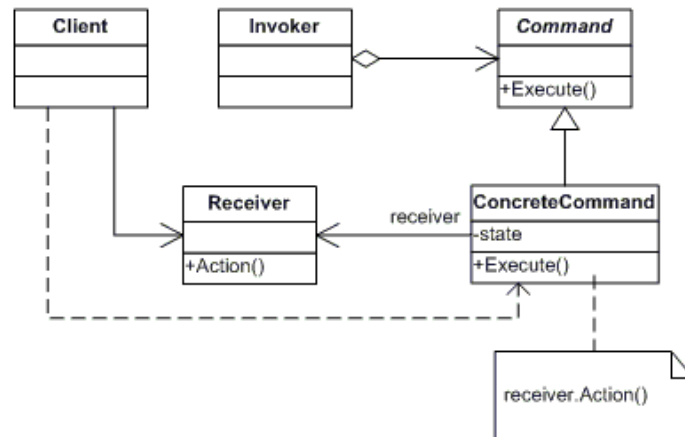 Client
Invoker
Command
+Execute()
Receiver
+Action()
receiver
ConcreteCommand
-state
+Execute()
receiver.Action()